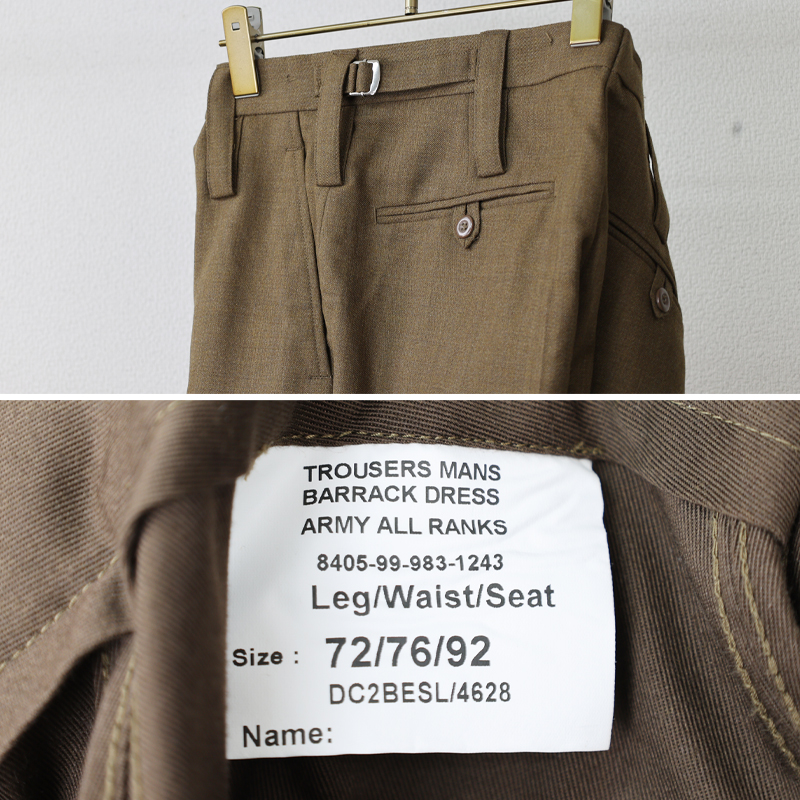 TROUSERS MANS
BARRACK DRESS
ARMY ALL RANKS
8405-99-983-1243
Leg/Waist/Seat
Size : 72/76/92
DC2BESL/4628
Name: